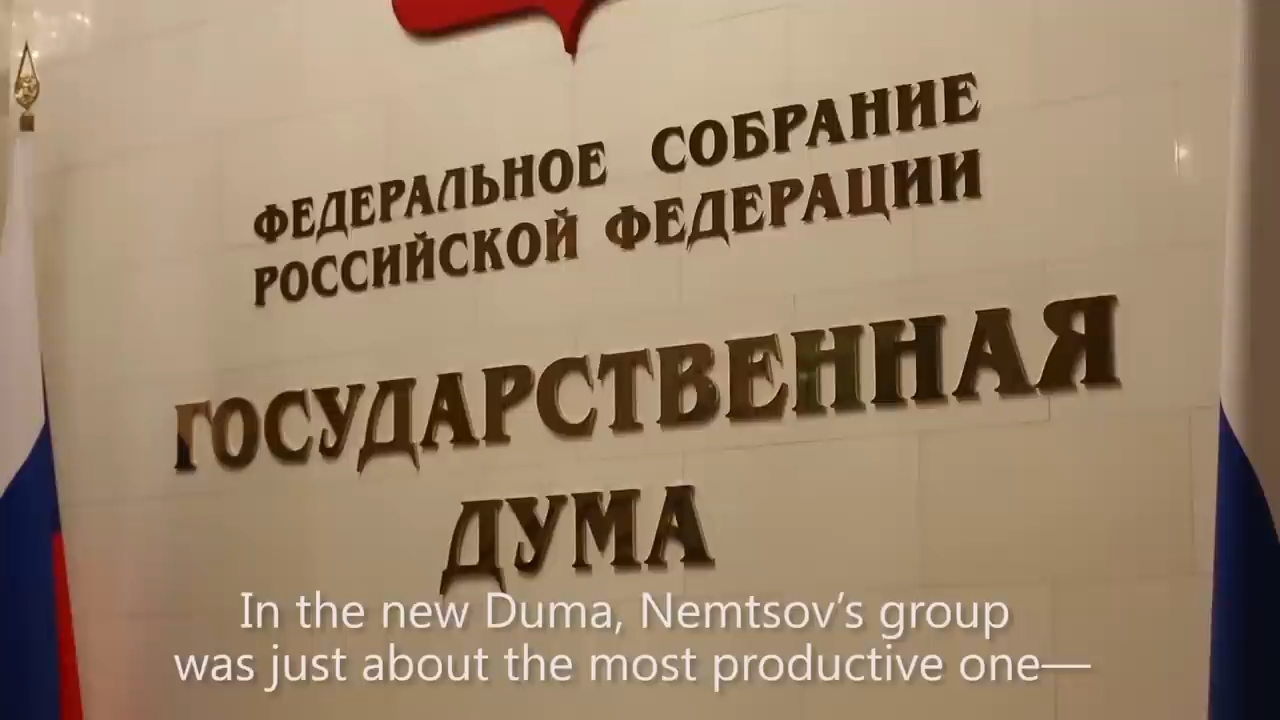 ФЕДЕРАЛЬНОЕ СОБРАНИЕ
РОССИЙСКОЙ ФЕДЕРАЦИИ
ГОСУДАРСТВЕННАЯ
ДУМА
In the new Duma, Nemtsov’s group
was just about the most productive one—